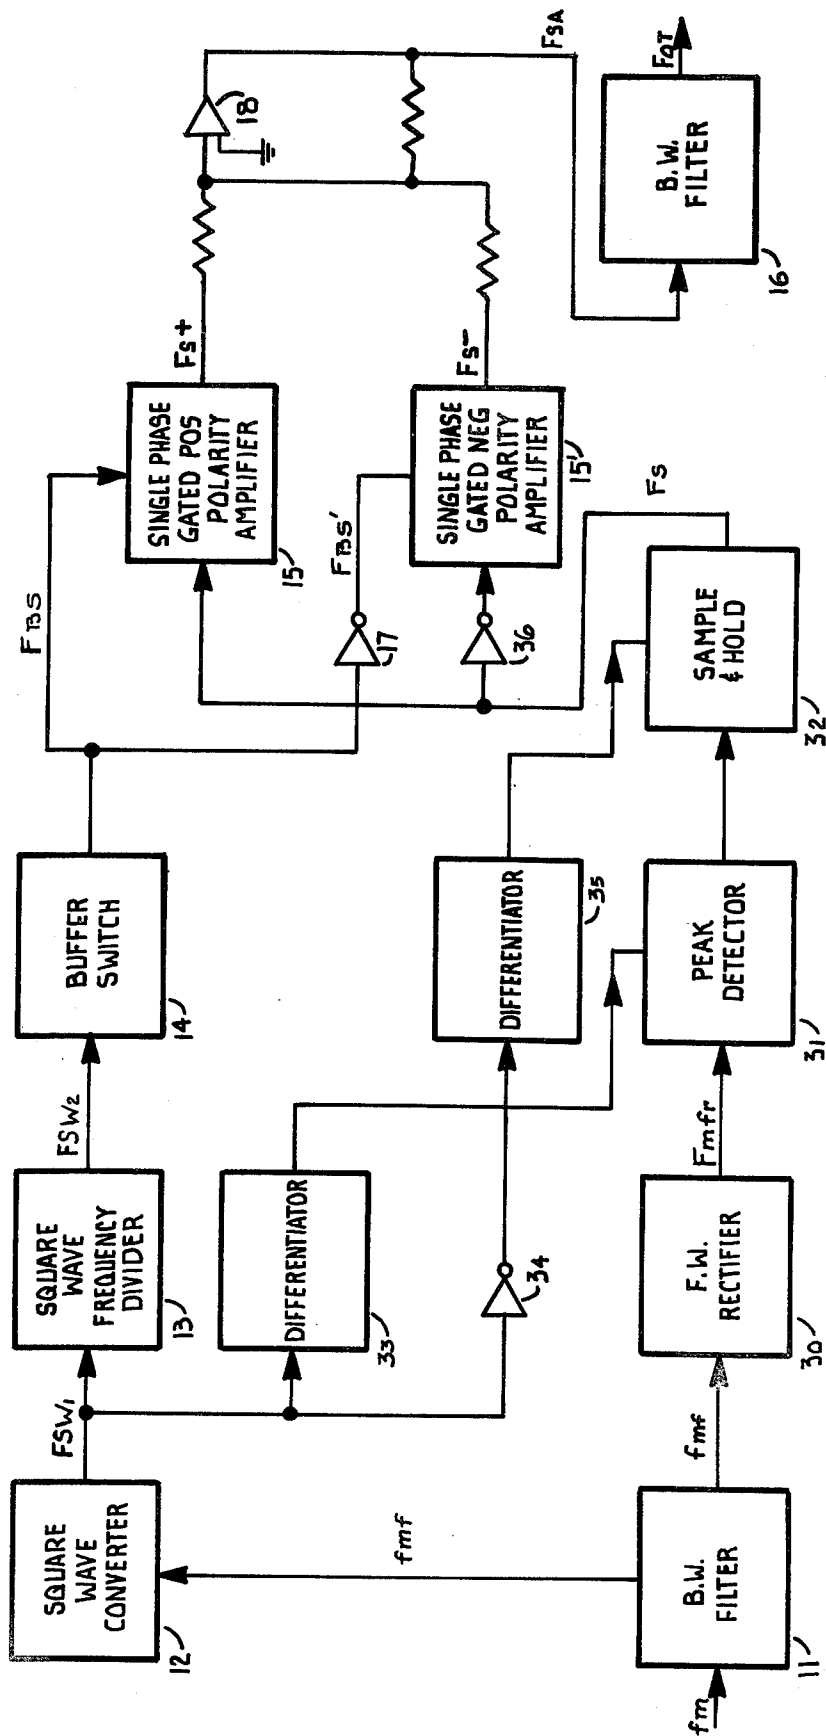 SQUARE
WAVE
CONVERTER
12
FSW1
SQUARE
WAVE
FREQUENCY
DIVIDER
13
FSW2
BUFFER
SWITCH
14
FBS
SINGLE PHASE
GATED POS
POLARITY
AMPLIFIER
15
FS+
18
FSA
DIFFERENTIATOR
33
34
DIFFERENTIATOR
35
17
FBS'
36
SINGLE PHASE
GATED NEG
POLARITY
AMPLIFIER
15'
FS-
fm
B.W.
FILTER
11
fmf
fmf
F.W.
RECTIFIER
30
Fmfr
PEAK
DETECTOR
31
SAMPLE
& HOLD
32
FS
B.W.
FILTER
16
FOT